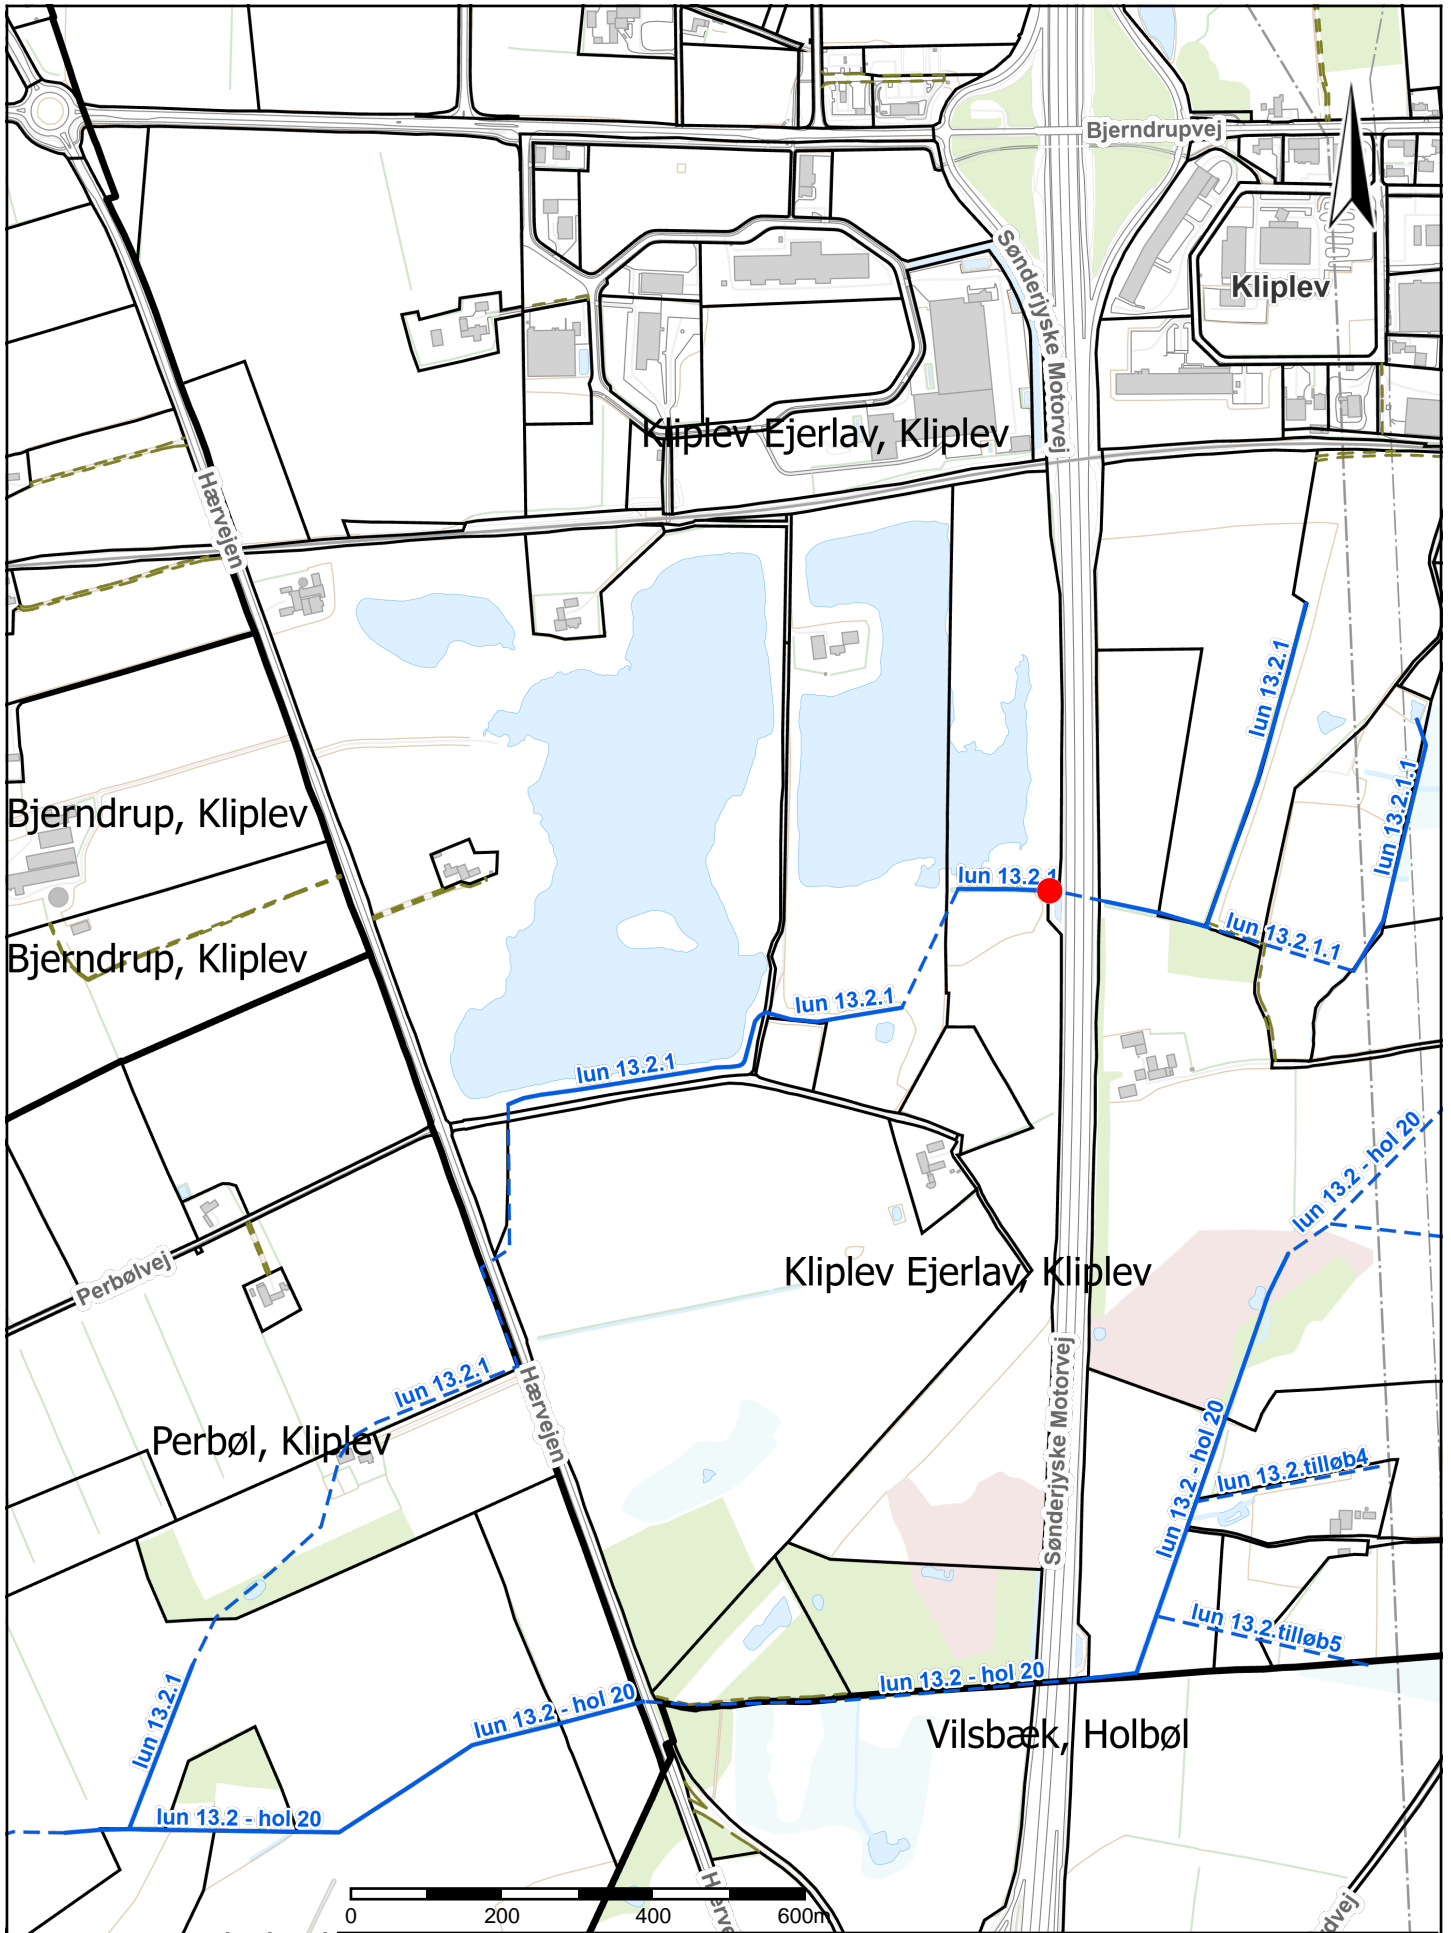 Bjerndrupvej
Sønderjyske Motorvej
Kliplev
Kliplev Ejerlav, Kliplev
Hærvejen
lun 13.2.1
lun 13.2.1.1
Bjerndrup, Kliplev
lun 13.2.1
lun 13.2.1.1
Bjerndrup, Kliplev
lun 13.2.1
lun 13.2.1
lun 13.2 - hol 20
Perbølvej
Kliplev Ejerlav, Kliplev
lun 13.2.1
Hærvejen
Sønderjyske Motorvej
lun 13.2 - hol 20
Perbøl, Kliplev
lun 13.2.tilløb4
lun 13.2.tilløb5
lun 13.2.1
lun 13.2 - hol 20
lun 13.2 - hol 20
Vilsbæk, Holbøl
lun 13.2 - hol 20
0 200 400 600m